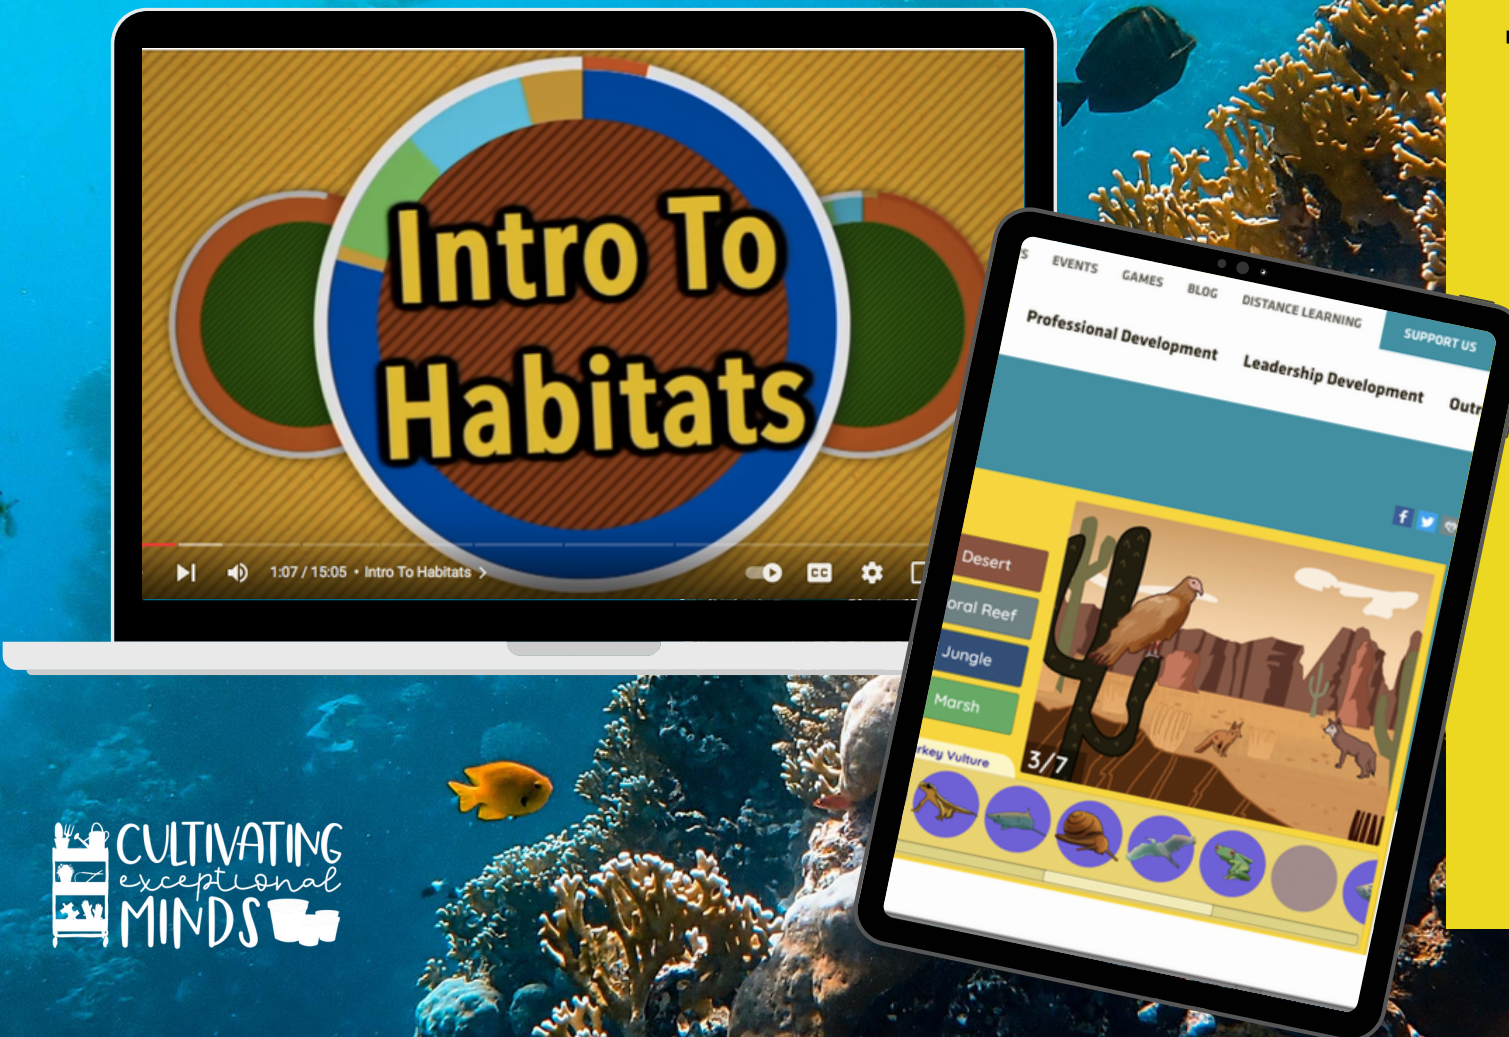 Intro To
Habitats
1:07 / 15:05 • Intro To Habitats >
CC
EVENTS GAMES BLOG DISTANCE LEARNING SUPPORT US
Professional Development Leadership Development Outr
Desert
oral Reef
Jungle
Marsh
rkey Vulture
3/7
CULTIVATING
exceptional
MINDS